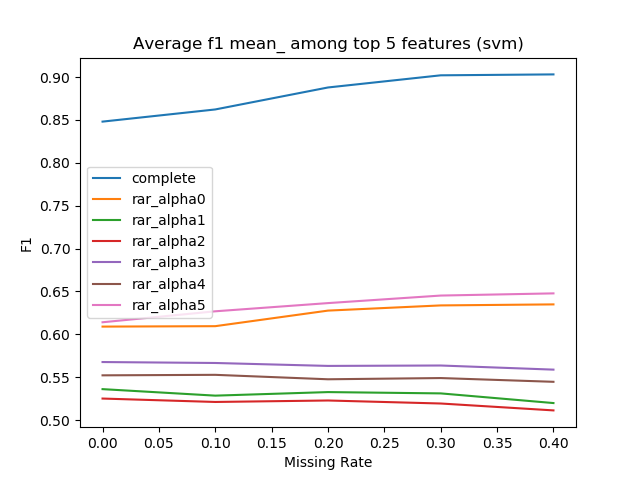 Average f1 mean_ among top 5 features (svm)
0.90
0.85
0.80
0.75
0.70
0.65
0.60
0.55
0.50
F1
complete
rar_alpha0
rar_alpha1
rar_alpha2
rar_alpha3
rar_alpha4
rar_alpha5
0.00 0.05 0.10 0.15 0.20 0.25 0.30 0.35 0.40
Missing Rate